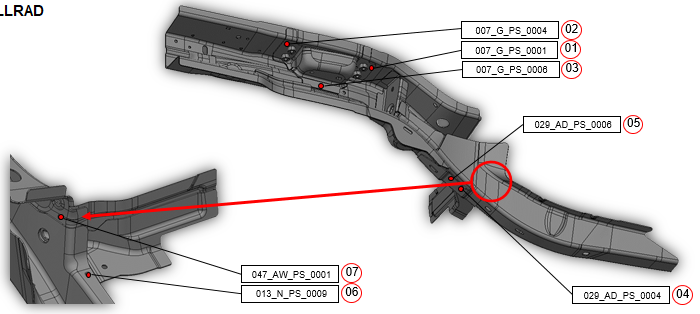 LLRAD
007_G_PS_0004 02
007_G_PS_0001 01
007_G_PS_0006 03
029_AD_PS_0006 05
047_AW_PS_0001 07
013_N_PS_0009 06
029_AD_PS_0004 04